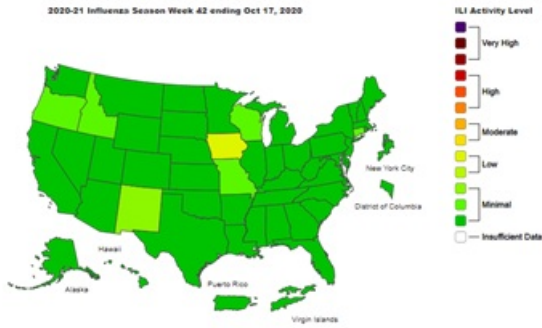 2020-21 Influenza Season Week 42 ending Oct 17, 2020
ILI Activity Level
Very High
High
Moderate
Low
Minimal
Insufficient Data
New York City
District of Columbia
Hawaii
Alaska
Puerto Rico
Virgin Islands